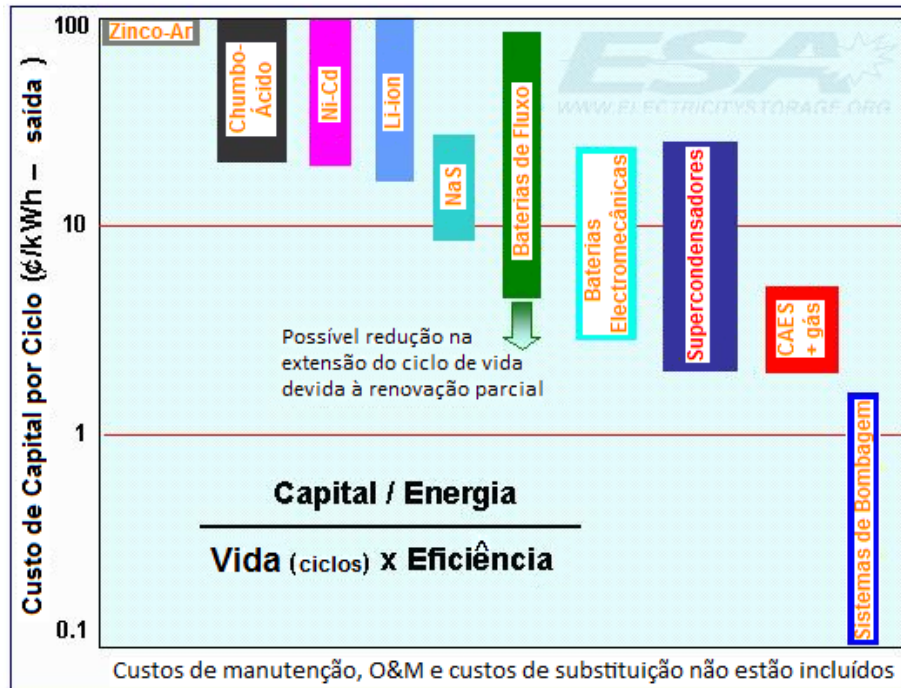 Custo de Capital por Ciclo (¢/kWh – saída )
100
10
1
0.1
Zinco-Ar
Chumbo-
Ácido
Ni-Cd
Li-ion
NaS
Baterias de Fluxo
Baterias
Electromecânicas
Supercondensadores
CAES
+ gás
Sistemas de Bombagem
ESA
WWW.ELECTRICITYSTORAGE.ORG
Possível redução na
extensão do ciclo de vida
devida à renovação parcial
Capital / Energia
Vida (ciclos) x Eficiência
Custos de manutenção, O&M e custos de substituição não estão incluídos